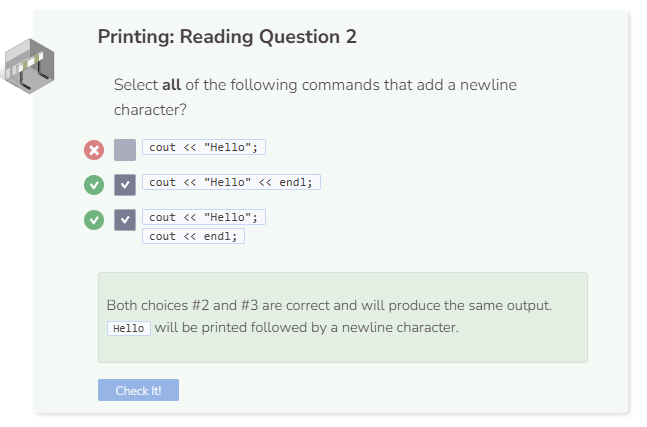 Printing: Reading Question 2
Select all of the following commands that add a newline
character?
cout << "Hello";
cout << "Hello" << endl;
cout << "Hello";
cout << endl;
Both choices #2 and #3 are correct and will produce the same output.
Hello will be printed followed by a newline character.
Check It!